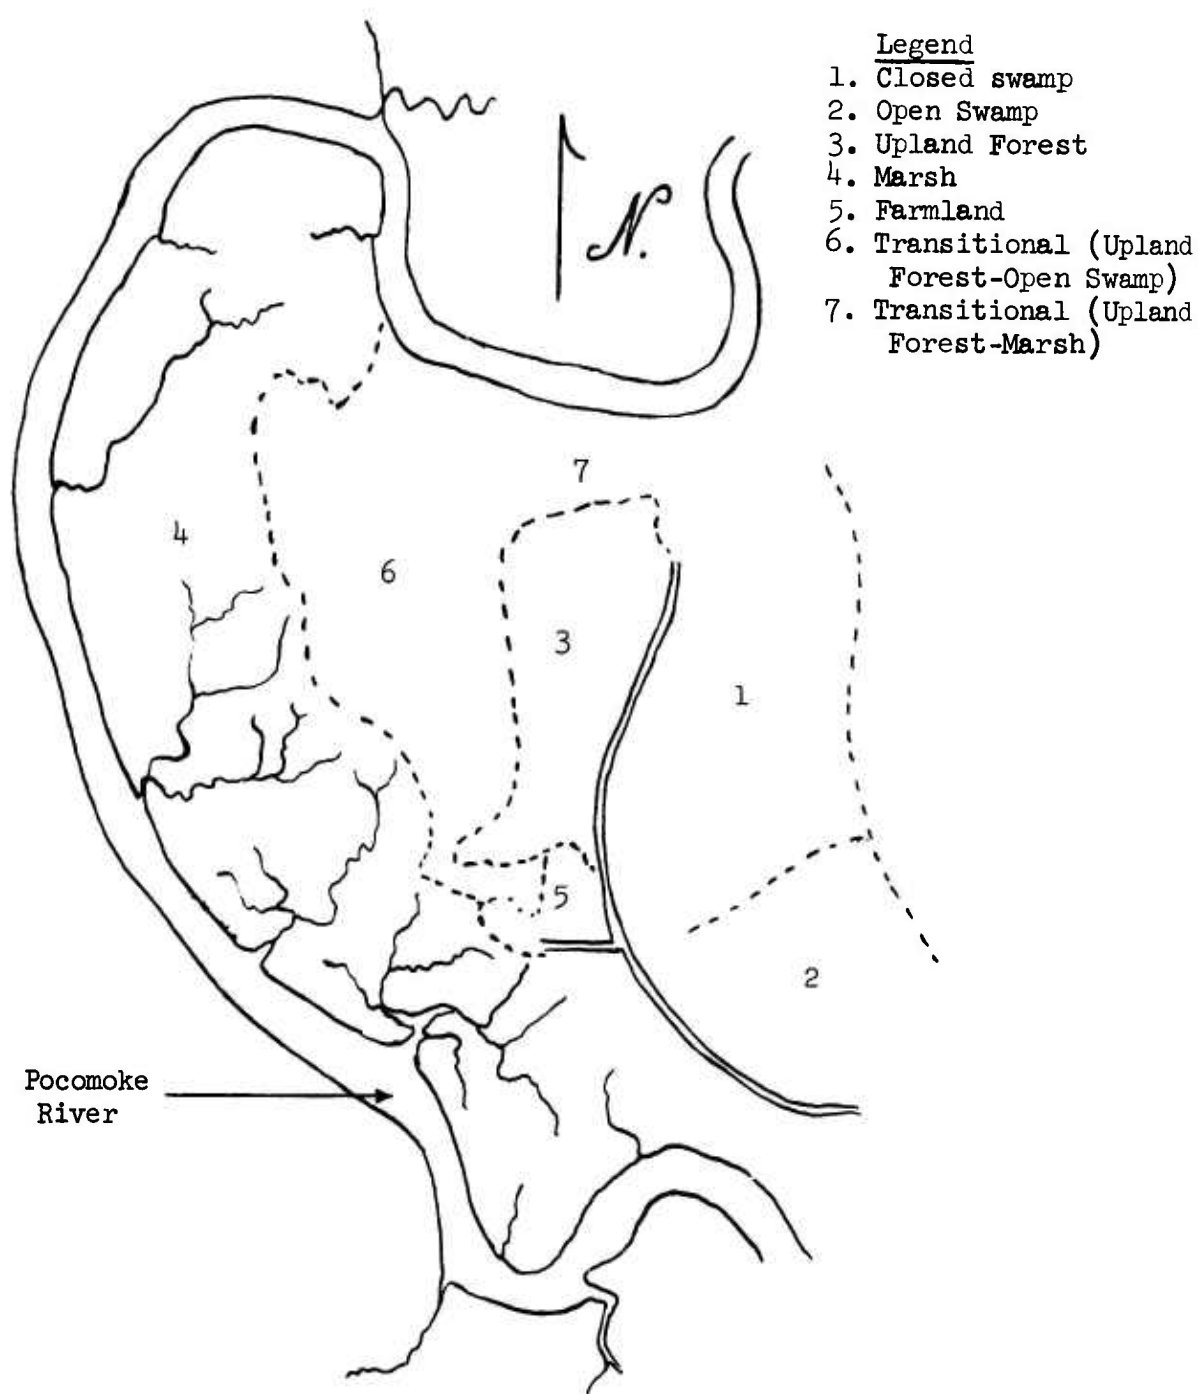 Legend
1. Closed swamp
2. Open Swamp
3. Upland Forest
4. Marsh
5. Farmland
6. Transitional (Upland
Forest-Open Swamp)
7. Transitional (Upland
Forest-Marsh)
N.
7
4
6
3
1
5
2
Pocomoke
River